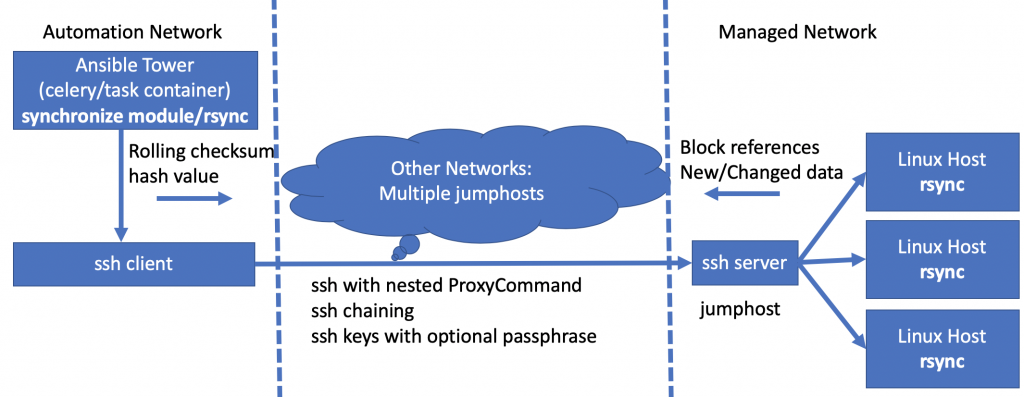 Automation Network
Managed Network
Ansible Tower
(celery/task container)
synchronize module/rsync
Rolling checksum
hash value
Other Networks:
Multiple jumphosts
Block references
New/Changed data
Linux Host
rsync
Linux Host
rsync
Linux Host
rsync
ssh client
ssh server
jumphost
ssh with nested ProxyCommand
ssh chaining
ssh keys with optional passphrase